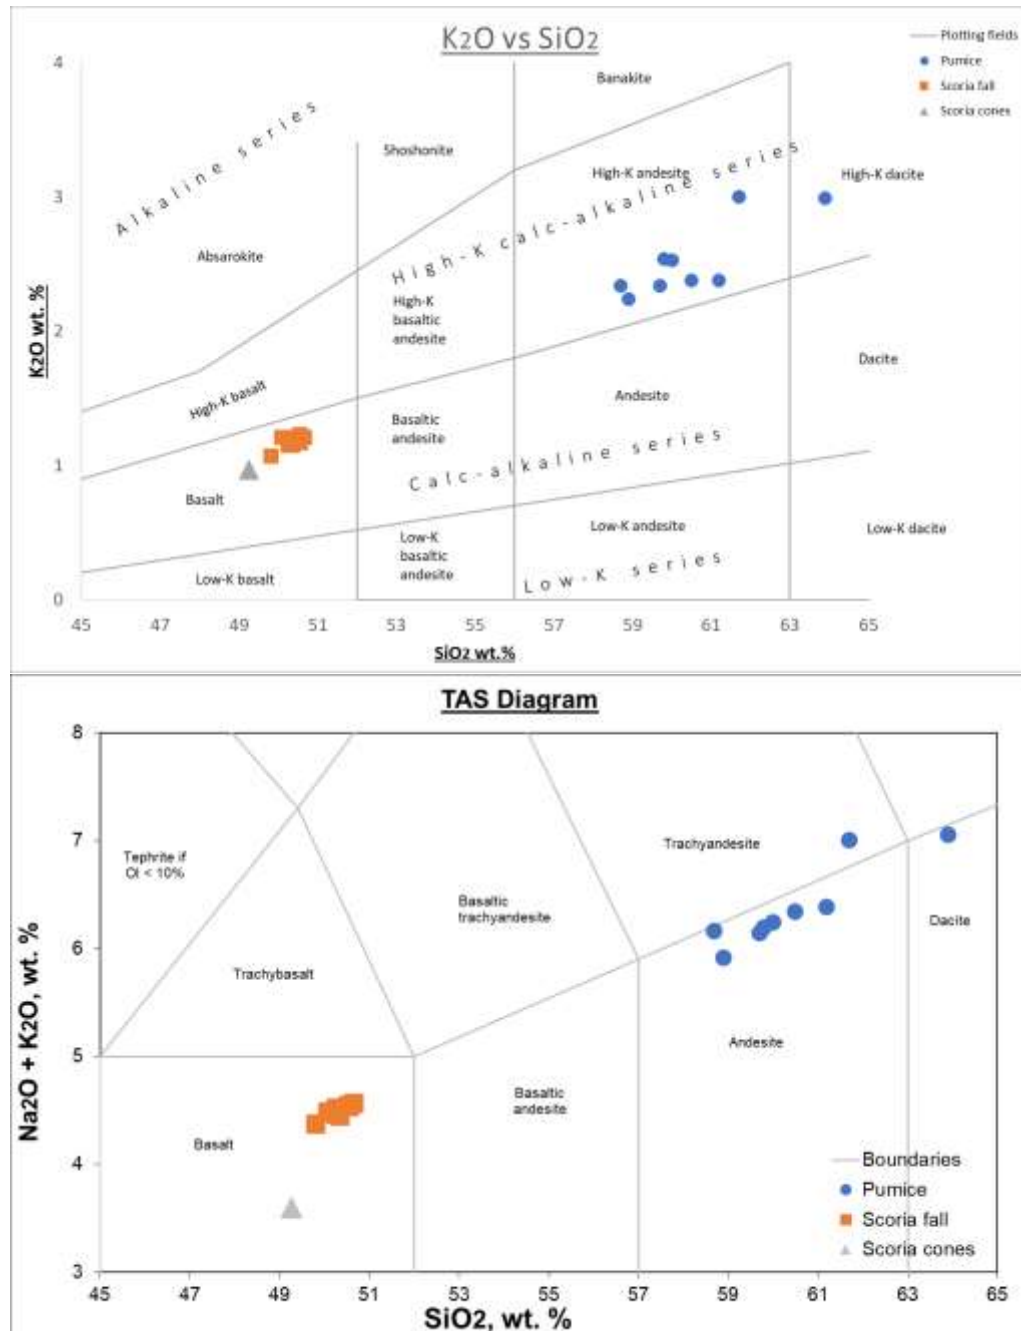 K2O vs SiO2
Plotting fields
Pumice
Scoria fall
Scoria cones
4
3
2
1
0
K2O wt. %
Alkaline series
Banakite
Shoshonite
High-K andesite
High-K dacite
High-K calc-alkaline series
Absarokite
High-K
basaltic
andesite
High-K basalt
Dacite
Andesite
Basaltic
andesite
Calc-alkaline series
Basalt
Low-K andesite
Low-K dacite
Low-K
basaltic
andesite
Low-K series
Low-K basalt
45 47 49 51 53 55 57 59 61 63 65
SiO2 wt.%
TAS Diagram
8
7
6
5
4
3
Na2O + K2O, wt. %
Tephrite if
Ol < 10%
Trachyandesite
Basaltic
trachyandesite
Dacite
Trachybasalt
Andesite
Basaltic
andesite
Basalt
Boundaries
Pumice
Scoria fall
Scoria cones
45 47 49 51 53 55 57 59 61 63 65
SiO2, wt. %